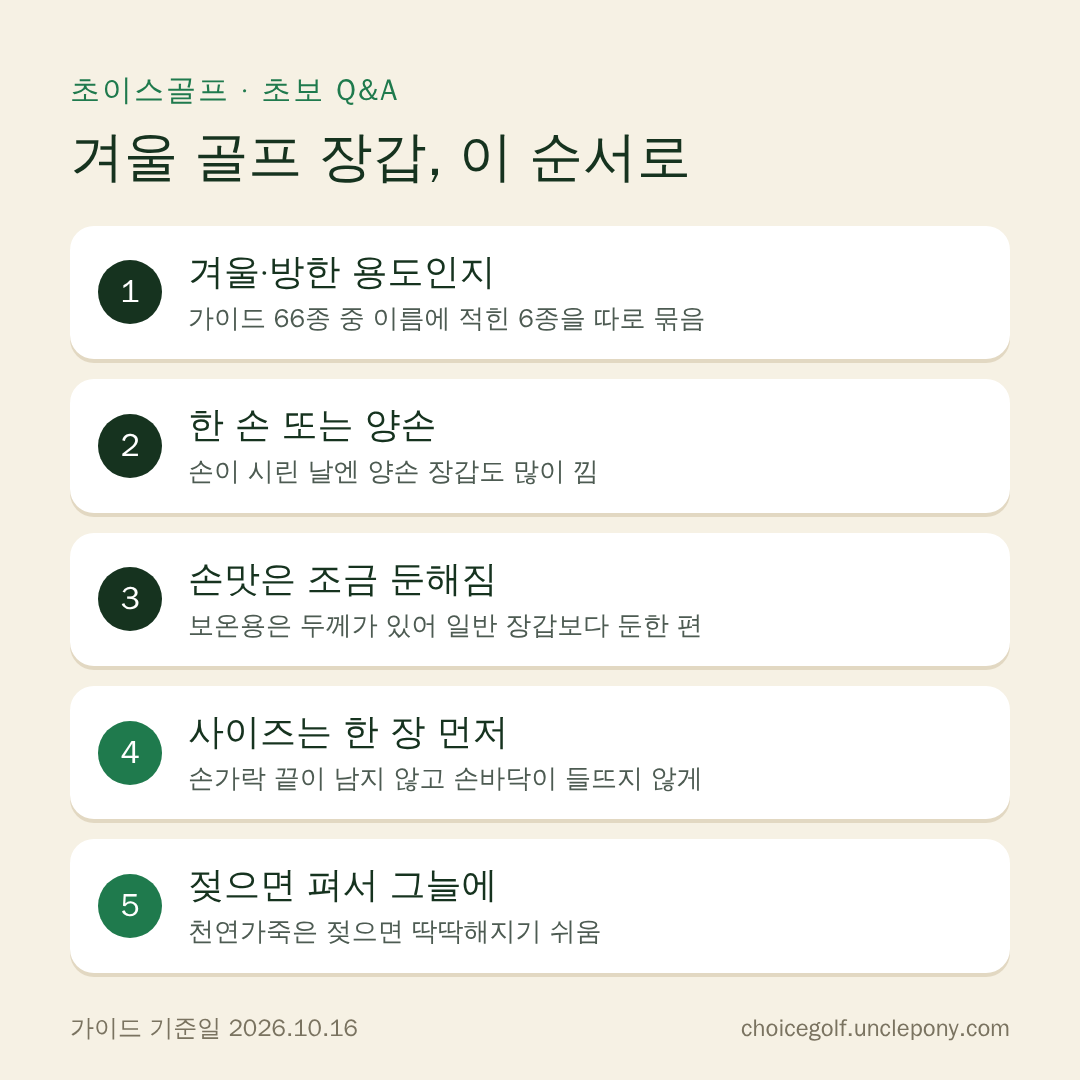 초이스골프 · 초보 Q&A
겨울 골프 장갑, 이 순서로
1
겨울·방한 용도인지
가이드 66종 중 이름에 적힌 6종을 따로 묶음
2
한 손 또는 양손
손이 시린 날엔 양손 장갑도 많이 낌
3
손맛은 조금 둔해짐
보온용은 두께가 있어 일반 장갑보다 둔한 편
4
사이즈는 한 장 먼저
손가락 끝이 남지 않고 손바닥이 들뜨지 않게
5
젖으면 펴서 그늘에
천연가죽은 젖으면 딱딱해지기 쉬움
가이드 기준일 2026.10.16
choicegolf.unclepony.com